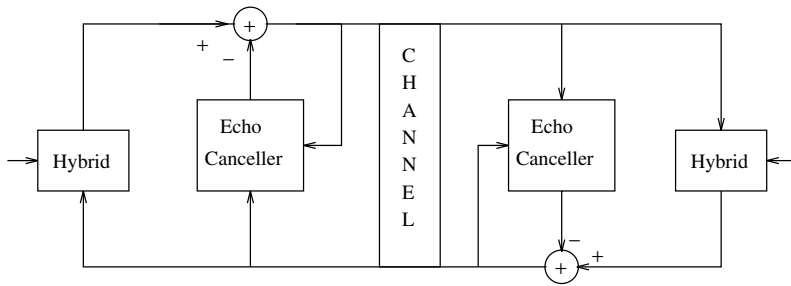 +
+
−
C
H
A
N
N
E
L
Echo
Canceller
Echo
Canceller
Hybrid
Hybrid
−
+
+